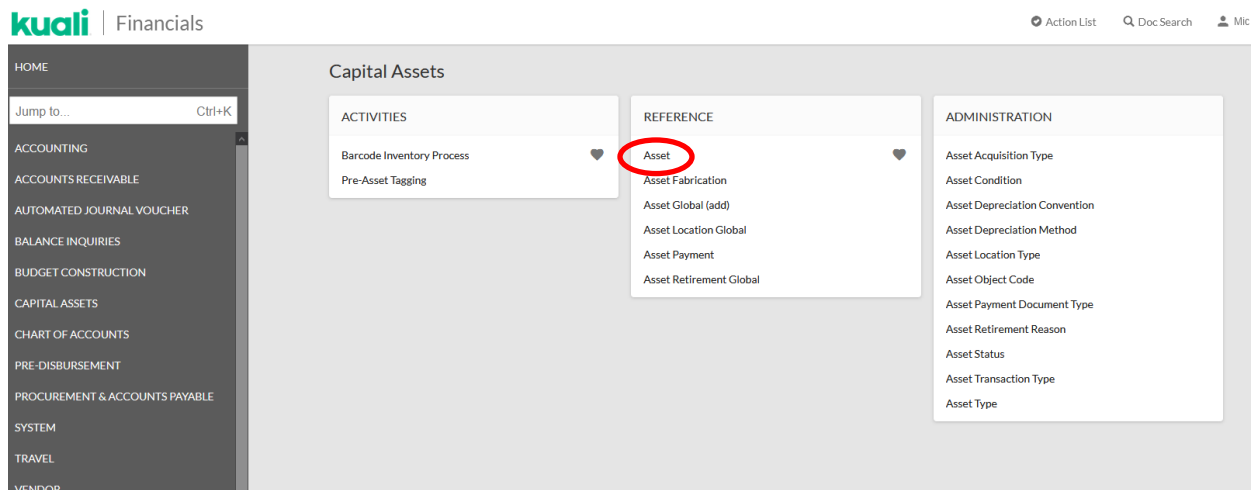 kuali Financials
Action List Doc Search Mic
HOME
Jump to... Ctrl+K
ACCOUNTING
ACCOUNTS RECEIVABLE
AUTOMATED JOURNAL VOUCHER
BALANCE INQUIRIES
BUDGET CONSTRUCTION
CAPITAL ASSETS
CHART OF ACCOUNTS
PRE-DISBURSEMENT
PROCUREMENT & ACCOUNTS PAYABLE
SYSTEM
TRAVEL
VENDOR
Capital Assets
ACTIVITIES
Barcode Inventory Process
Pre-Asset Tagging
REFERENCE
Asset
Asset Fabrication
Asset Global (add)
Asset Location Global
Asset Payment
Asset Retirement Global
ADMINISTRATION
Asset Acquisition Type
Asset Condition
Asset Depreciation Convention
Asset Depreciation Method
Asset Location Type
Asset Object Code
Asset Payment Document Type
Asset Retirement Reason
Asset Status
Asset Transaction Type
Asset Type